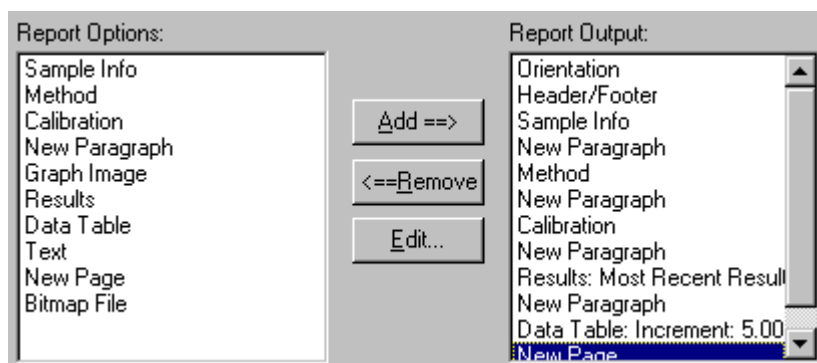 Report Options:
Sample Info
Method
Calibration
New Paragraph
Graph Image
Results
Data Table
Text
New Page
Bitmap File
Add ==>
<==Remove
Edit...
Report Output:
Orientation
Header/Footer
Sample Info
New Paragraph
Method
New Paragraph
Calibration
New Paragraph
Results: Most Recent Resul
New Paragraph
Data Table: Increment: 5.00
New Page